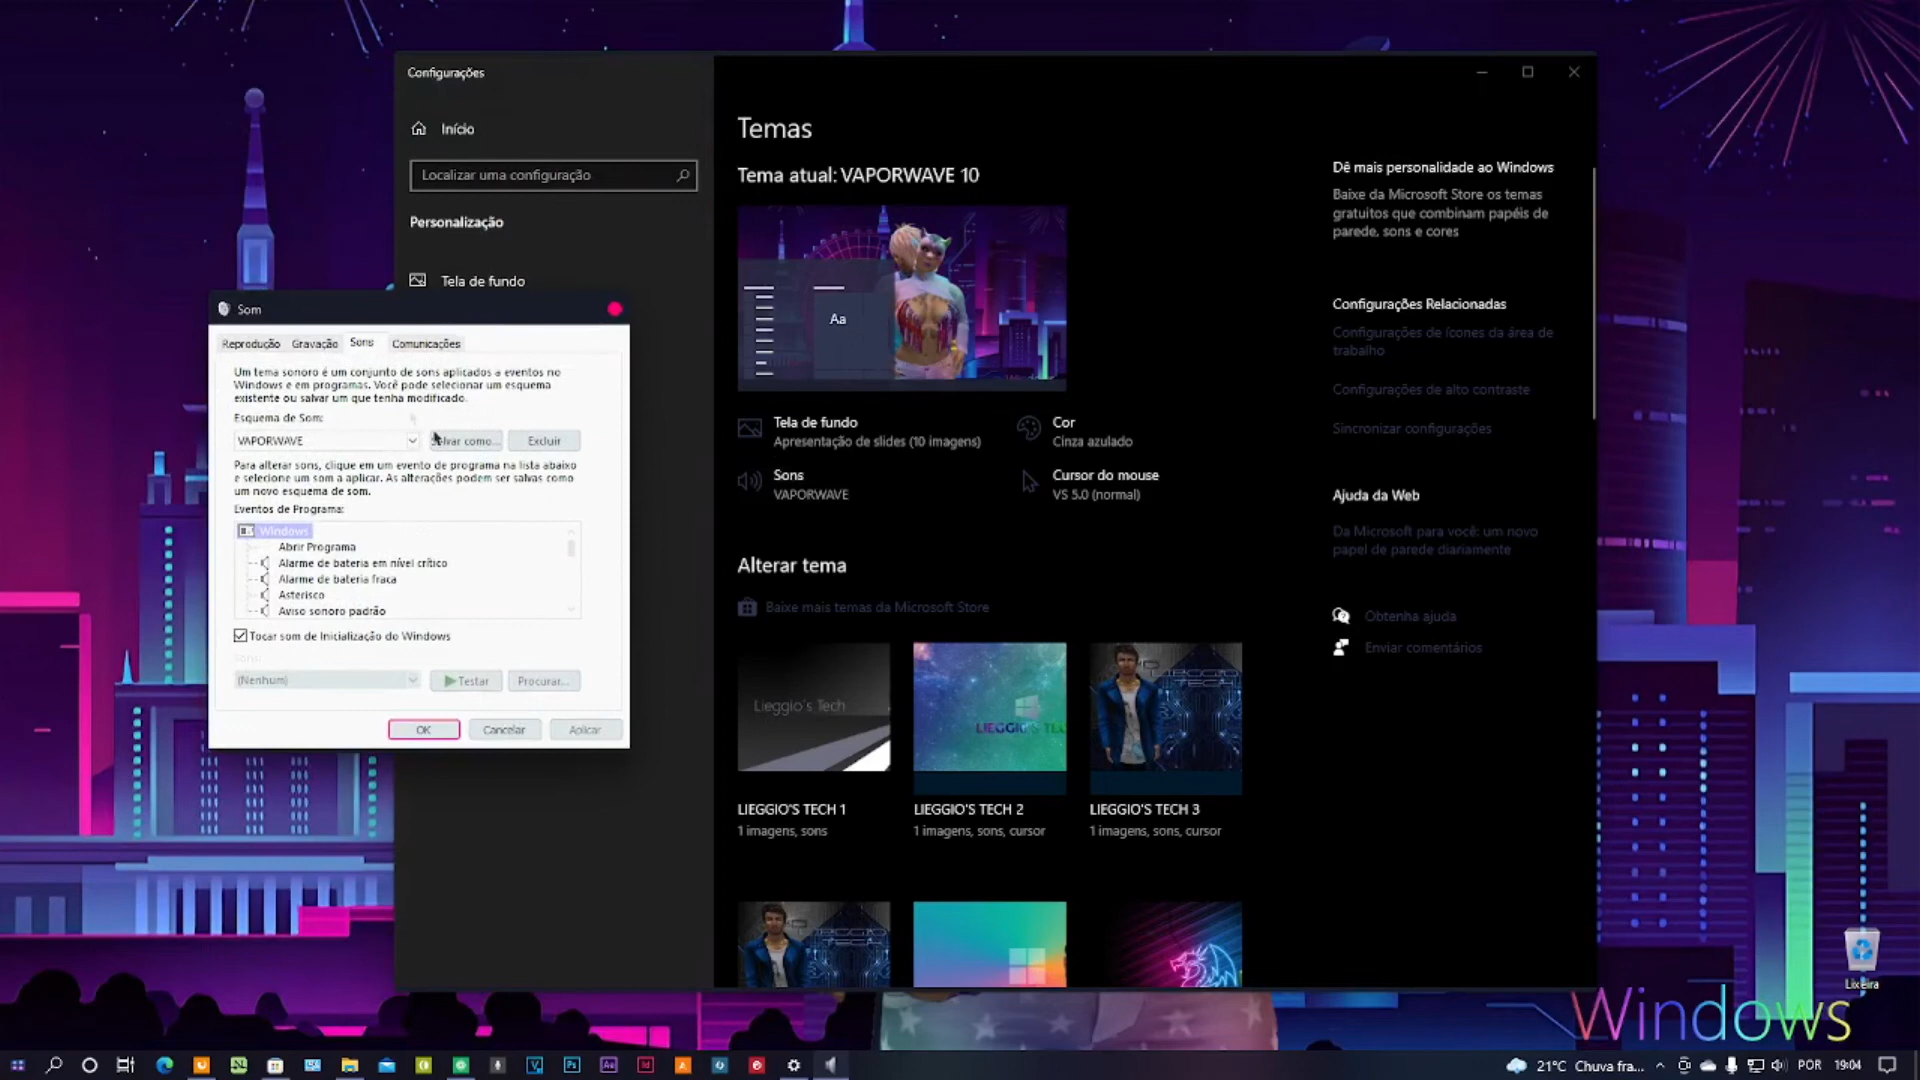 Configurações
Início
Localizar uma configuração
Personalização
Tela de fundo
Som
Reprodução
Gravação
Sons
Comunicações
Um tema sonoro é um conjunto de sons aplicados a eventos no
Windows e em programas. Você pode selecionar um esquema
existente ou salvar um que tenha modificado.
Esquema de Som:
VAPORWAVE
lvar como...
Excluir
Para alterar sons, clique em um evento de programa na lista abaixo
e selecione um som a aplicar. As alterações podem ser salvas como
um novo esquema de som.
Eventos de Programa:
Windows
Abrir Programa
Alarme de bateria em nível crítico
Alarme de bateria fraca
Asterisco
Aviso sonoro padrão
Tocar som de Inicialização do Windows
Sons:
(Nenhum)
Testar
Procurar...
OK
Cancelar
Aplicar
Temas
Tema atual: VAPORWAVE 10
Aa
Tela de fundo
Apresentação de slides (10 imagens)
Cor
Cinza azulado
Sons
VAPORWAVE
Cursor do mouse
VS 5.0 (normal)
Alterar tema
Baixe mais temas da Microsoft Store
Lieggio's Tech
LIEGGIO'S TEC
LIEGGIO'S TECH 1
1 imagens, sons
LIEGGIO'S TECH 2
1 imagens, sons, cursor
LIEGGIO'S TECH 3
1 imagens, sons, cursor
Dê mais personalidade ao Windows
Baixe da Microsoft Store os temas
gratuitos que combinam papéis de
parede, sons e cores
Configurações Relacionadas
Configurações de ícones da área de
trabalho
Configurações de alto contraste
Sincronizar configurações
Ajuda da Web
Da Microsoft para você: um novo
papel de parede diariamente
Obtenha ajuda
Enviar comentários
Lixeira
Windows
21°C Chuva fra...
POR
19:04